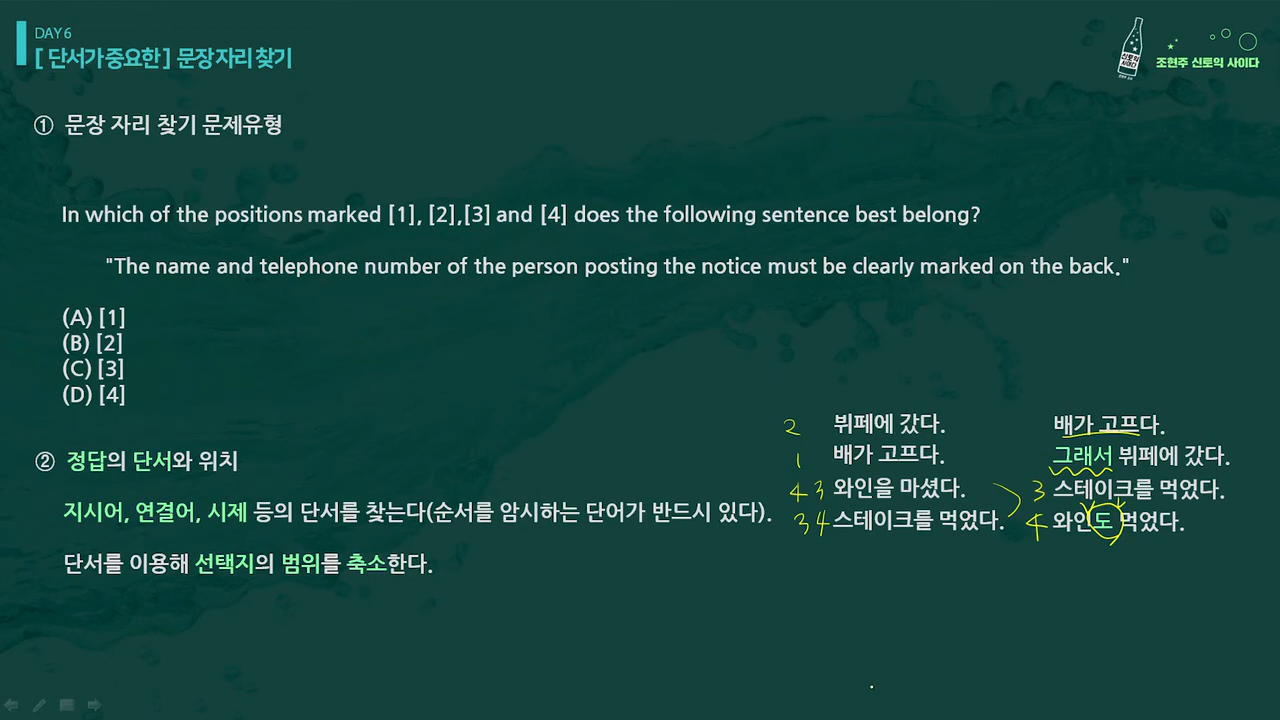 DAY 6
[ 단서가 중요한 ] 문장 자리 찾기
신토익
사이다
조현주 신토익 사이다
① 문장 자리 찾기 문제유형
In which of the positions marked [1], [2],[3] and [4] does the following sentence best belong?
"The name and telephone number of the person posting the notice must be clearly marked on the back."
(A) [1]
(B) [2]
(C) [3]
(D) [4]
② 정답의 단서와 위치
지시어, 연결어, 시제 등의 단서를 찾는다(순서를 암시하는 단어가 반드시 있다).
단서를 이용해 선택지의 범위를 축소한다.
2 뷔페에 갔다.
1 배가 고프다.
4 3 와인을 마셨다.
3 4 스테이크를 먹었다.
배가 고프다.
그래서 뷔페에 갔다.
3 스테이크를 먹었다.
4 와인도 먹었다.